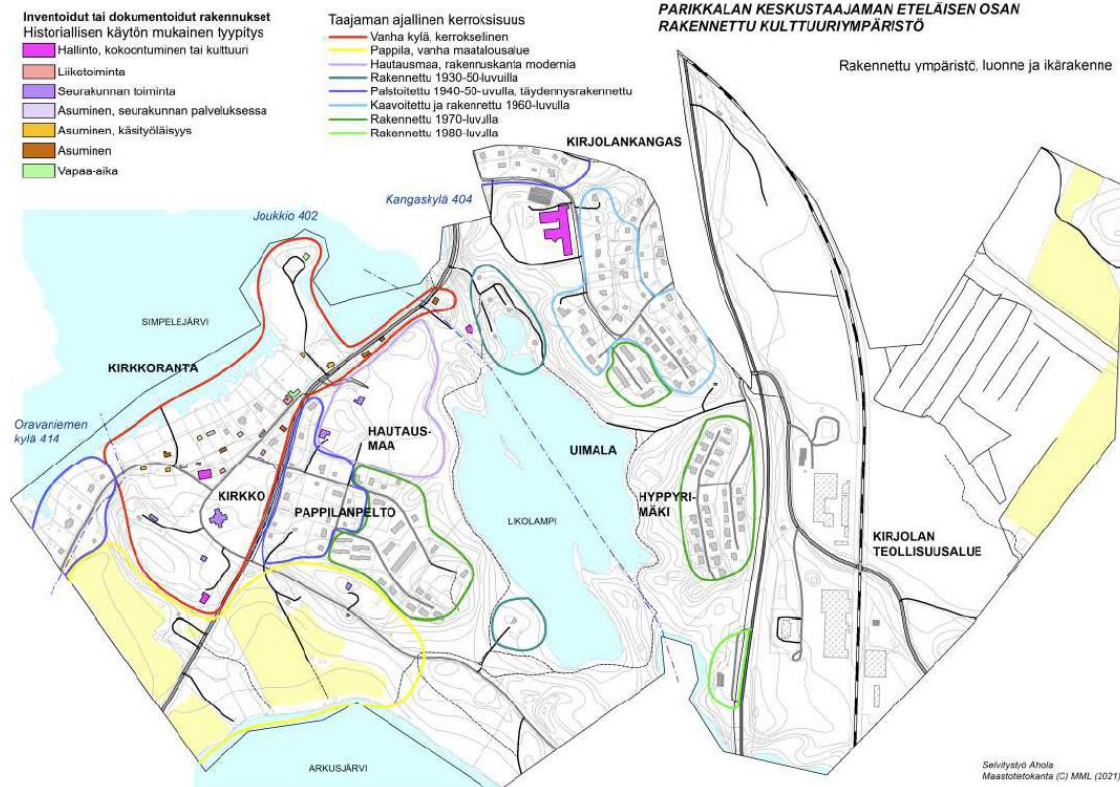 Inventoidut tai dokumentoidut rakennukset
Historiallisen käytön mukainen tyypitys
Hallinto, kokoontuminen tai kulttuuri
Liiketoiminta
Seurakunnan toiminta
Asuminen, seurakunnan palveluksessa
Asuminen, käsityöläisyys
Asuminen
Vapaa-aika
Taajaman ajallinen kerroksisuus
Vanha kylä, kerrokselinen
Pappila, vanha maatalousalue
Hautausmaa, rakennuskanta modernia
Rakennettu 1930-50-luvuilla
Palstoitettu 1940-50-uvulla, täydennysrakennettu
Kaavoitettu ja rakennettu 1960-luvulla
Rakennettu 1970-luvulla
Rakennettu 1980-luvulla
PARIKKALAN KESKUSTAAJAMAN ETELÄISEN OSAN
RAKENNETTU KULTTUURIYMPÄRISTÖ
Rakennettu ympäristö, luonne ja ikärakenne
KIRJOLANKANGAS
Kangaskylä 404
Joukkio 402
SIMPELEJÄRVI
KIRKKORANTA
Oravaniemen
kylä 414
HAUTAUS-
MAA
UIMALA
KIRKKO
PAPPILANPELTO
LIKOLAMPI
HYPPYRI-
MÄKI
KIRJOLAN
TEOLLISUUSALUE
ARKUSJÄRVI
Selvitystyö Ahola
Maastotietokanta (C) MML (2021)